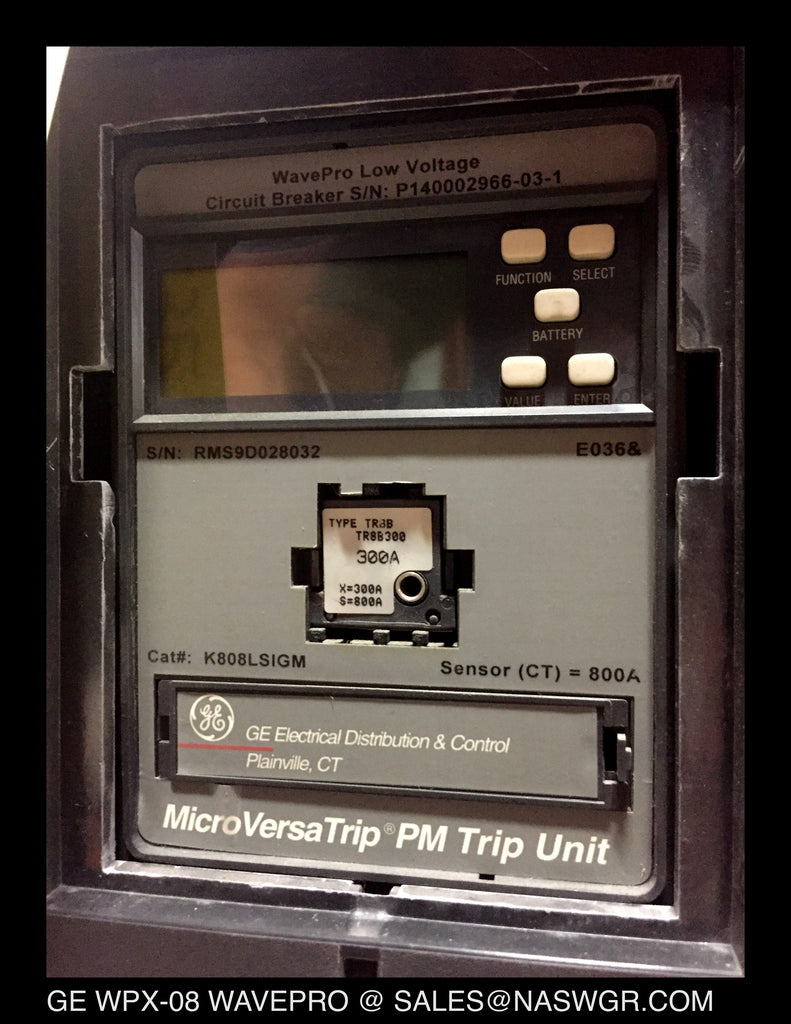 WavePro Low Voltage
Circuit Breaker S/N: P140002966-03-1
FUNCTION SELECT
BATTERY
VALUE ENTER
S/N: RMS9D028032 E036&
TYPE TR8B
TR8B300
300A
X=300A
S=800A
Cat#: K808LSIGM Sensor (CT) = 800A
GE
GE Electrical Distribution & Control
Plainville, CT
MicroVersaTrip® PM Trip Unit
GE WPX-08 WAVEPRO @ SALES@NASWGR.COM